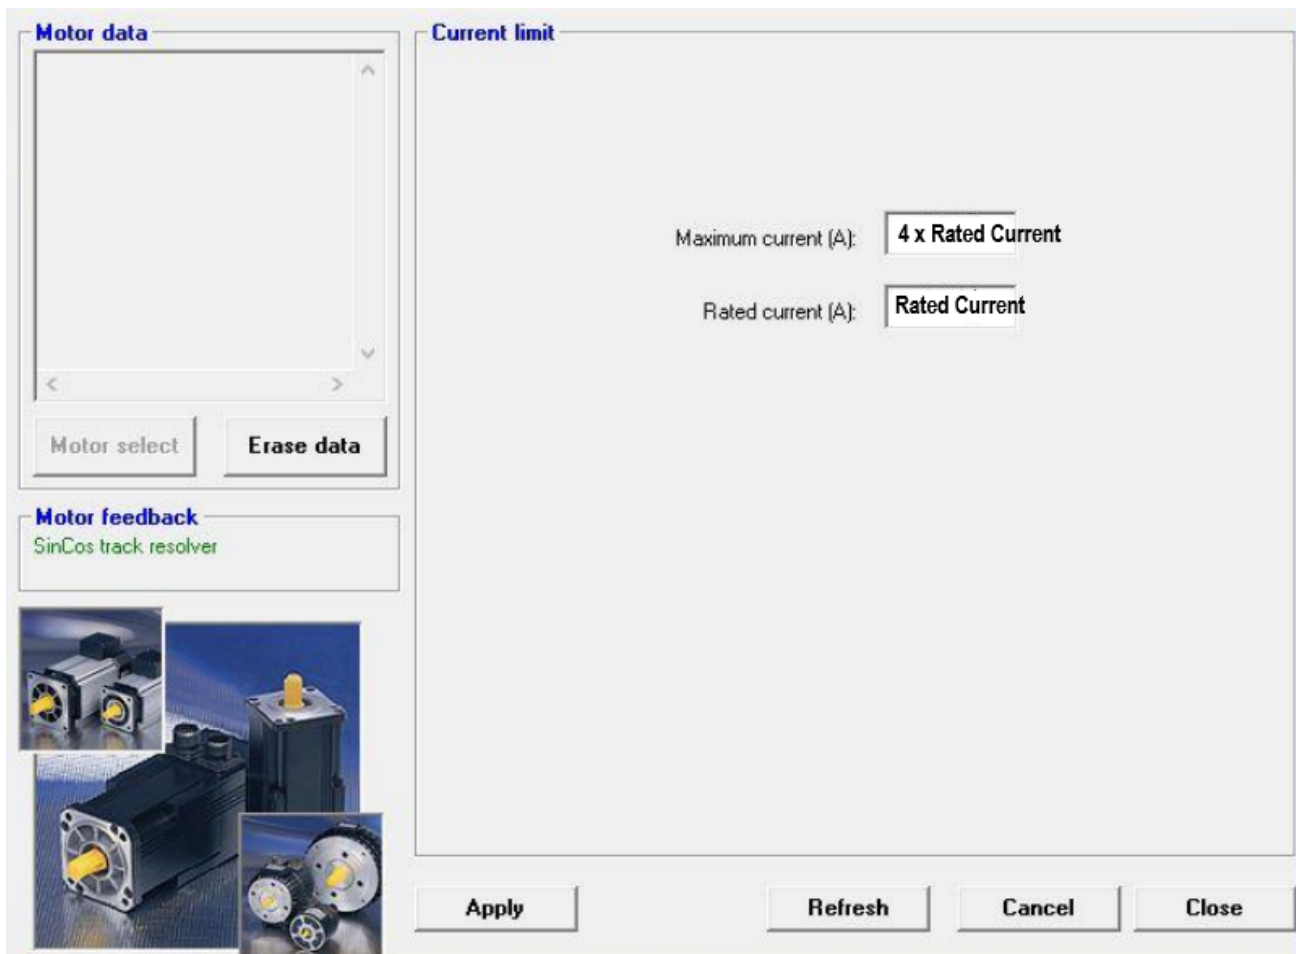 Motor data
Motor select
Erase data
Motor feedback
SinCos track resolver
Current limit
Maximum current (A): 4 x Rated Current
Rated current (A): Rated Current
Apply
Refresh
Cancel
Close